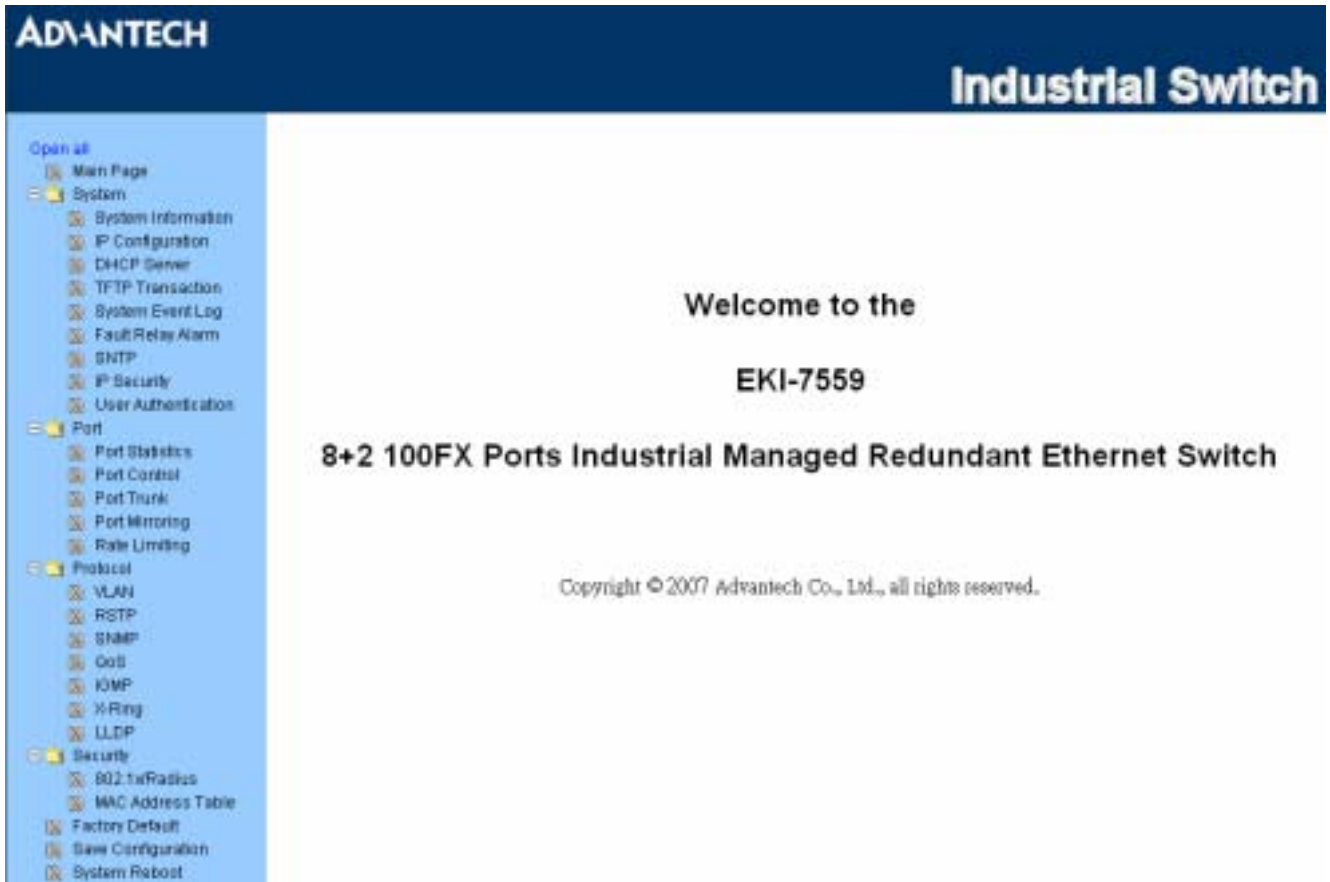 ADVANTECH
Industrial Switch
Open all
Main Page
System
System Information
IP Configuration
DHCP Server
TFTP Transaction
System Event Log
Fault Relay Alarm
SNTP
IP Security
User Authentication
Port
Port Statistics
Port Control
Port Trunk
Port Mirroring
Rate Limiting
Protocol
VLAN
RSTP
SNMP
QoS
IGMP
X-Ring
LLDP
Security
802.1x/Radius
MAC Address Table
Factory Default
Save Configuration
System Reboot
Welcome to the
EKI-7559
8+2 100FX Ports Industrial Managed Redundant Ethernet Switch
Copyright © 2007 Advantech Co., Ltd., all rights reserved.